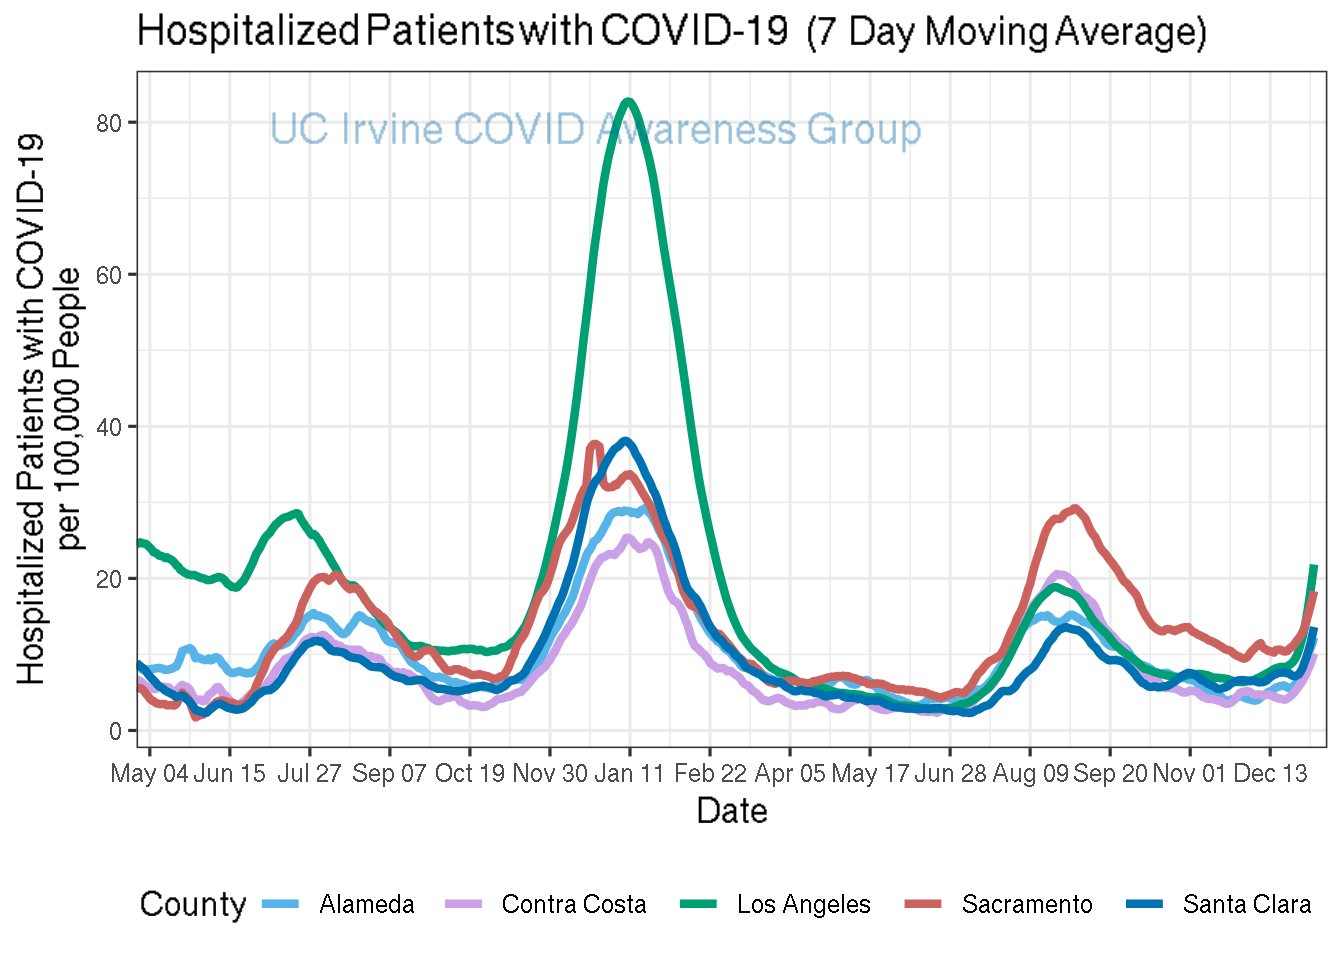 Hospitalized Patients with COVID-19 (7 Day Moving Average)
UC Irvine COVID Awareness Group
Hospitalized Patients with COVID-19
per 100,000 People
80
60
40
20
0
May 04 Jun 15 Jul 27 Sep 07 Oct 19 Nov 30 Jan 11 Feb 22 Apr 05 May 17 Jun 28 Aug 09 Sep 20 Nov 01 Dec 13
Date
County Alameda Contra Costa Los Angeles Sacramento Santa Clara